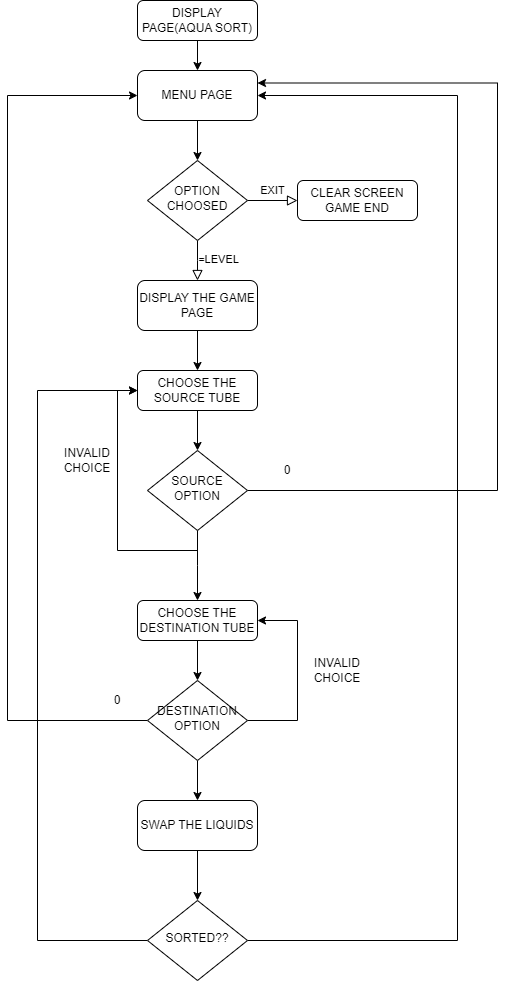 DISPLAY
PAGE(AQUA SORT)
MENU PAGE
OPTION
CHOOSED
EXIT
CLEAR SCREEN
GAME END
=LEVEL
DISPLAY THE GAME
PAGE
CHOOSE THE
SOURCE TUBE
INVALID
CHOICE
SOURCE
OPTION
0
CHOOSE THE
DESTINATION TUBE
INVALID
CHOICE
0
DESTINATION
OPTION
SWAP THE LIQUIDS
SORTED??